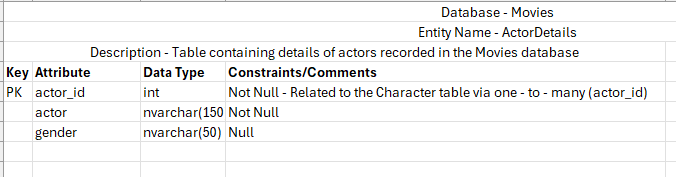 Database - Movies
Entity Name - ActorDetails
Description - Table containing details of actors recorded in the Movies database
Key Attribute Data Type Constraints/Comments
PK actor_id int Not Null - Related to the Character table via one - to - many (actor_id)
actor nvarchar(150 Not Null
gender nvarchar(50) Null